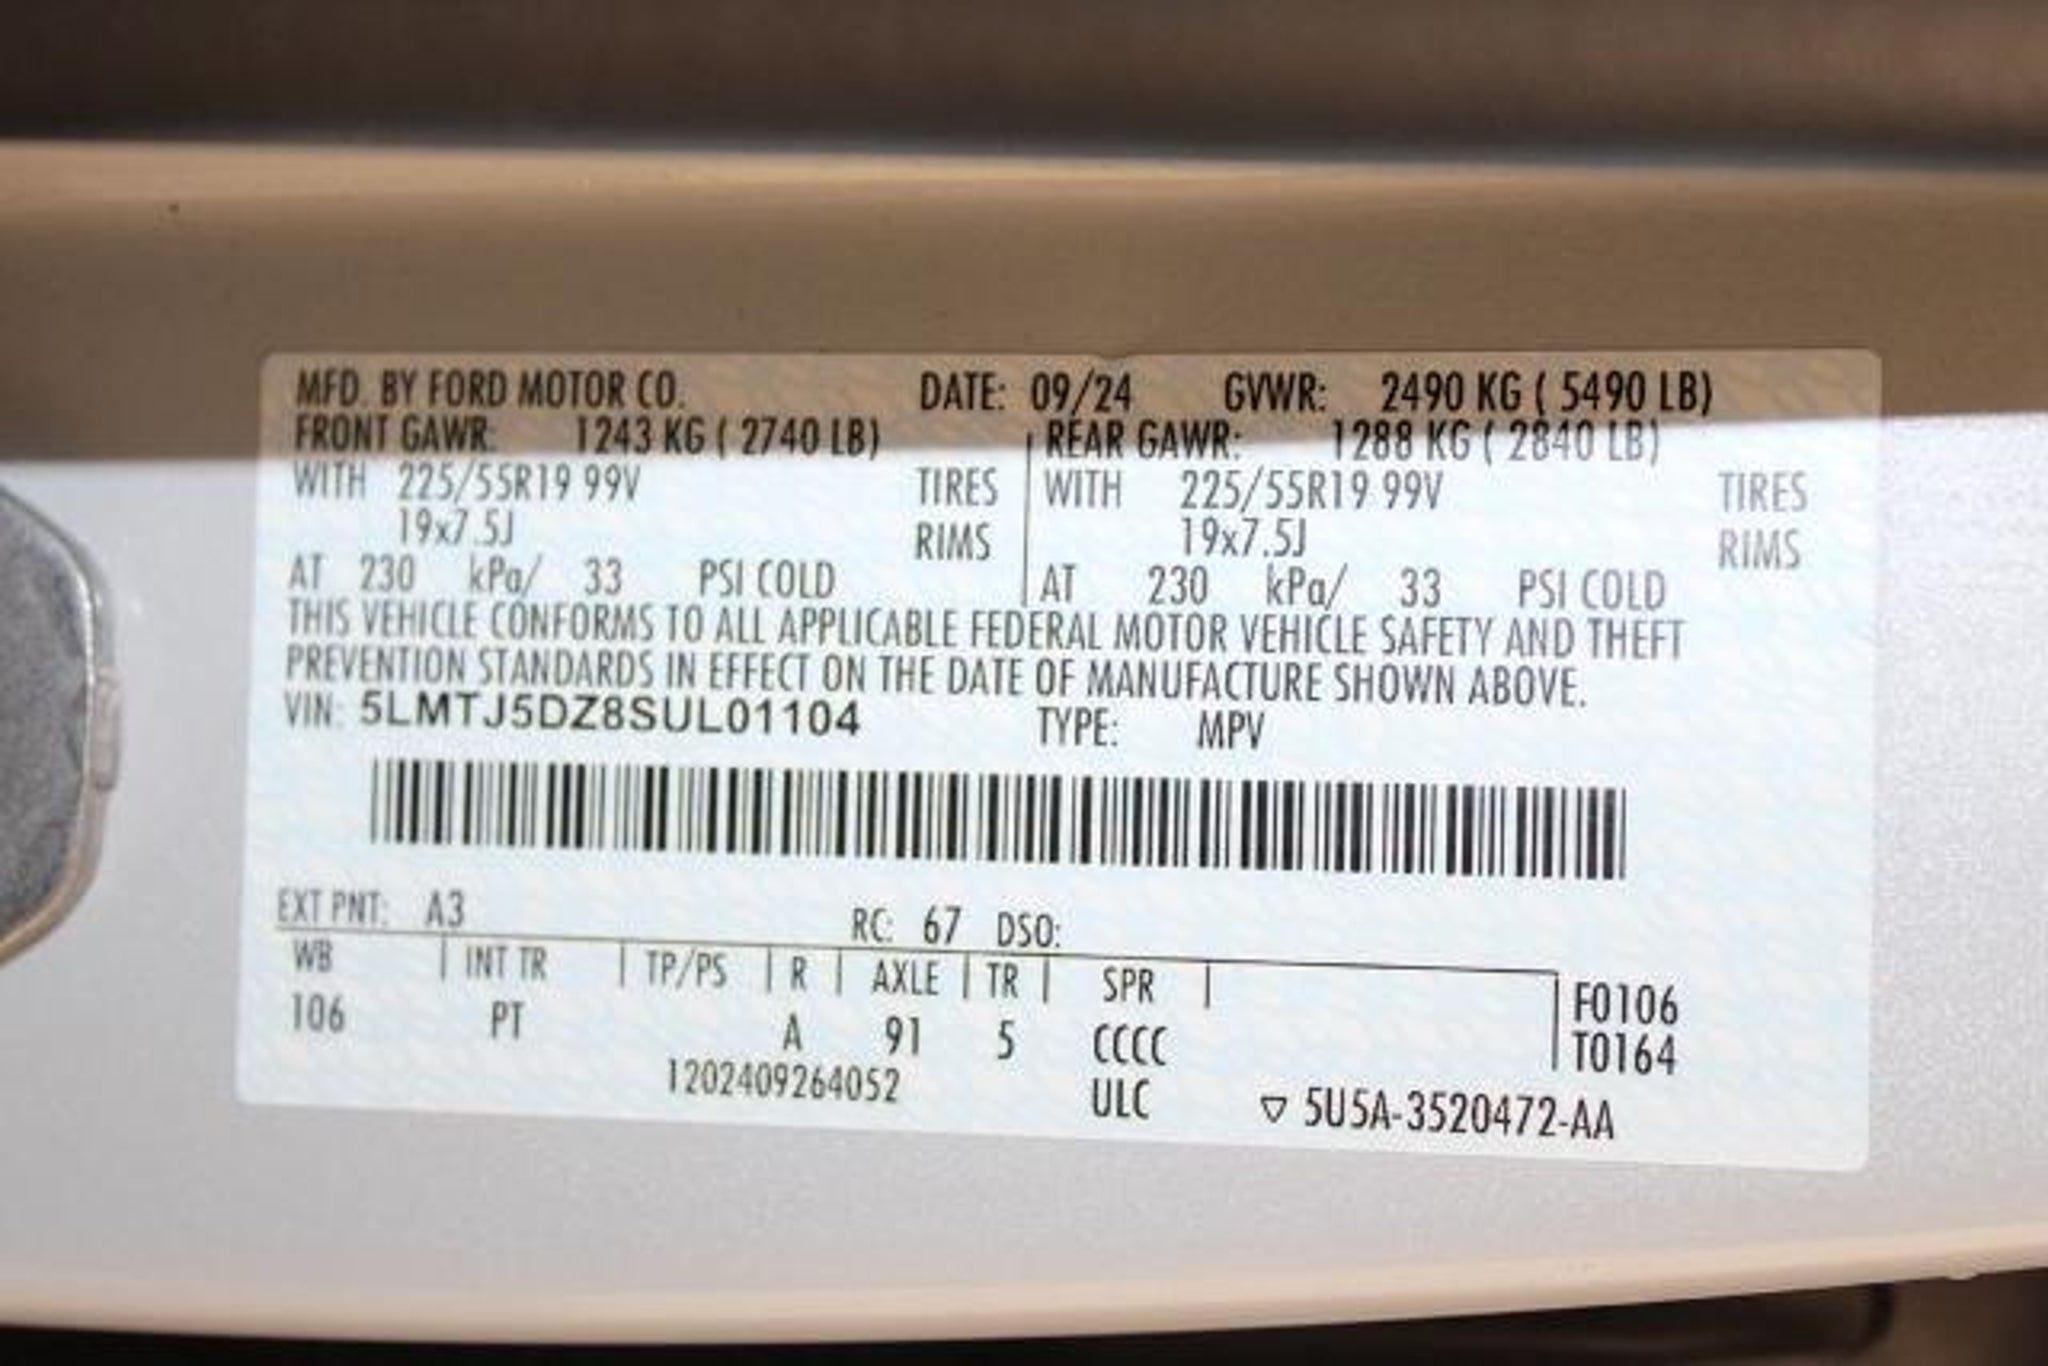 MFD. BY FORD MOTOR CO. DATE: 09/24 GVWR: 2490 KG ( 5490 LB)
FRONT GAWR: 1243 KG ( 2740 LB) REAR GAWR: 1288 KG ( 2840 LB)
WITH 225/55R19 99V TIRES WITH 225/55R19 99V TIRES
19x7.5J RIMS 19x7.5J RIMS
AT 230 kPa/ 33 PSI COLD AT 230 kPa/ 33 PSI COLD
THIS VEHICLE CONFORMS TO ALL APPLICABLE FEDERAL MOTOR VEHICLE SAFETY AND THEFT
PREVENTION STANDARDS IN EFFECT ON THE DATE OF MANUFACTURE SHOWN ABOVE.
VIN: 5LMTJ5DZ8SUL01104 TYPE: MPV
EXT PNT: A3 RC: 67 DSO:
WB INT TR TP/PS R AXLE TR SPR F0106
106 PT A 91 5 CCCC T0164
1202409264052 ULC ▽ 5U5A-3520472-AA